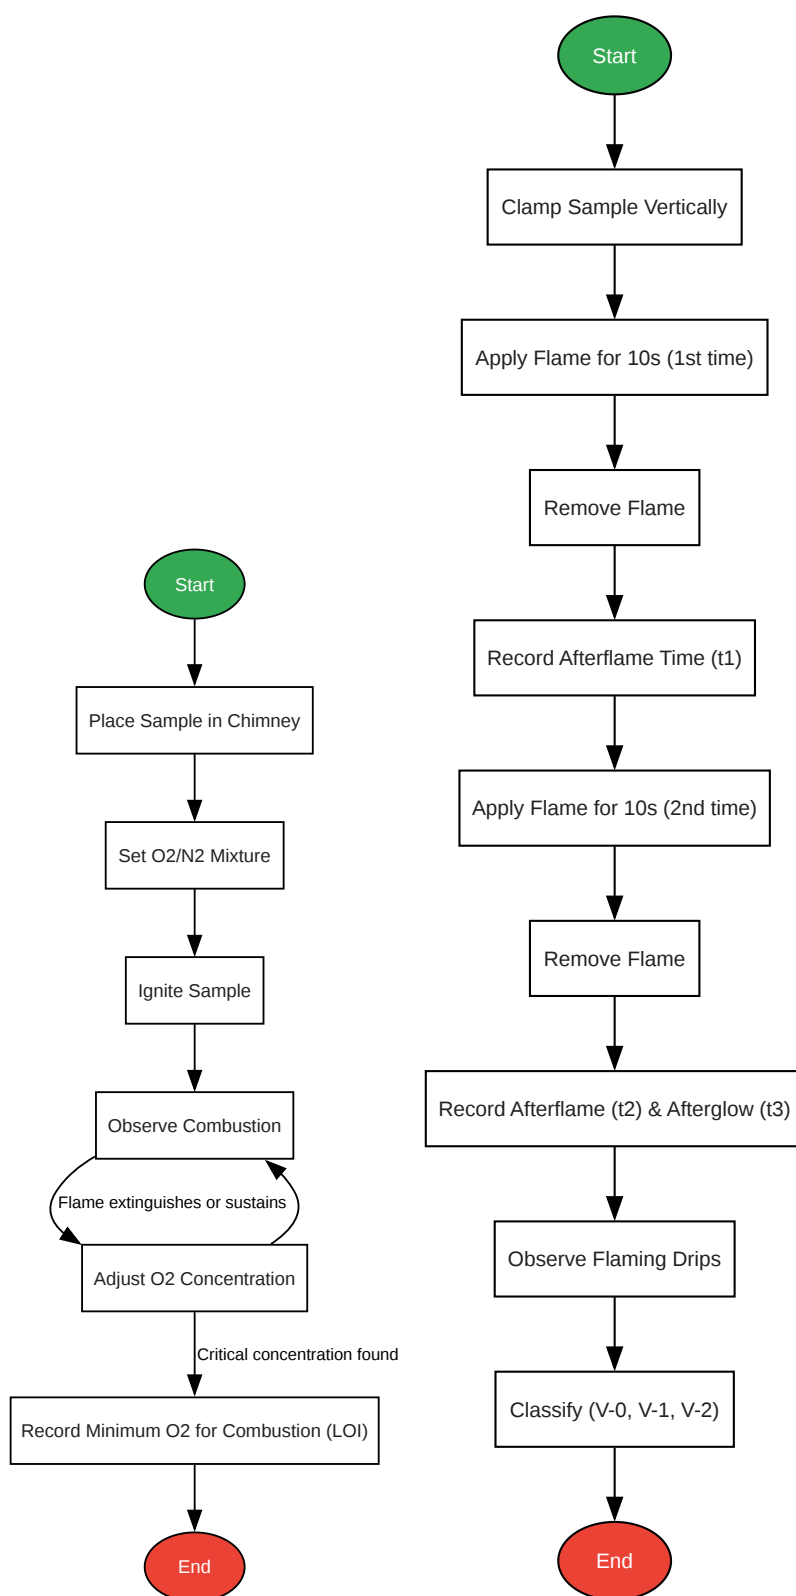 Start
Place Sample in Chimney
Set O2/N2 Mixture
Ignite Sample
Observe Combustion
Flame extinguishes or sustains
Adjust O2 Concentration
Critical concentration found
Record Minimum O2 for Combustion (LOI)
End
Start
Clamp Sample Vertically
Apply Flame for 10s (1st time)
Remove Flame
Record Afterflame Time (t1)
Apply Flame for 10s (2nd time)
Remove Flame
Record Afterflame (t2) & Afterglow (t3)
Observe Flaming Drips
Classify (V-0, V-1, V-2)
End